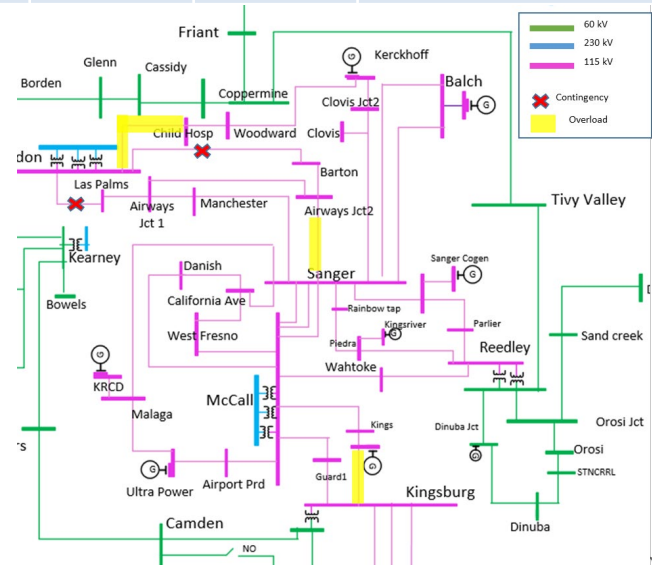 Friant
60 kV
230 kV
115 kV
Contingency
Overload
Glenn
Cassidy
Kerckhoff
G
Borden
Coppermine
Clovis Jct2
Balch
G
Child Hosp
Woodward
Clovis
don
Las Palms
Barton
Airways
Jct 1
Manchester
Airways Jct2
Tivy Valley
Kearney
Bowels
Danish
California Ave
Sanger
Sanger Cogen
G
Rainbow tap
Kingsriver
G
Parlier
Piedra
West Fresno
Wahtoke
Reedley
Sand creek
G
KRCD
Malaga
McCall
Kings
G
Guard1
Dinuba Jct
G
Orosi Jct
Orosi
STNCRRL
rs
G
Ultra Power
Airport Prd
Kingsburg
Dinuba
Camden
NO